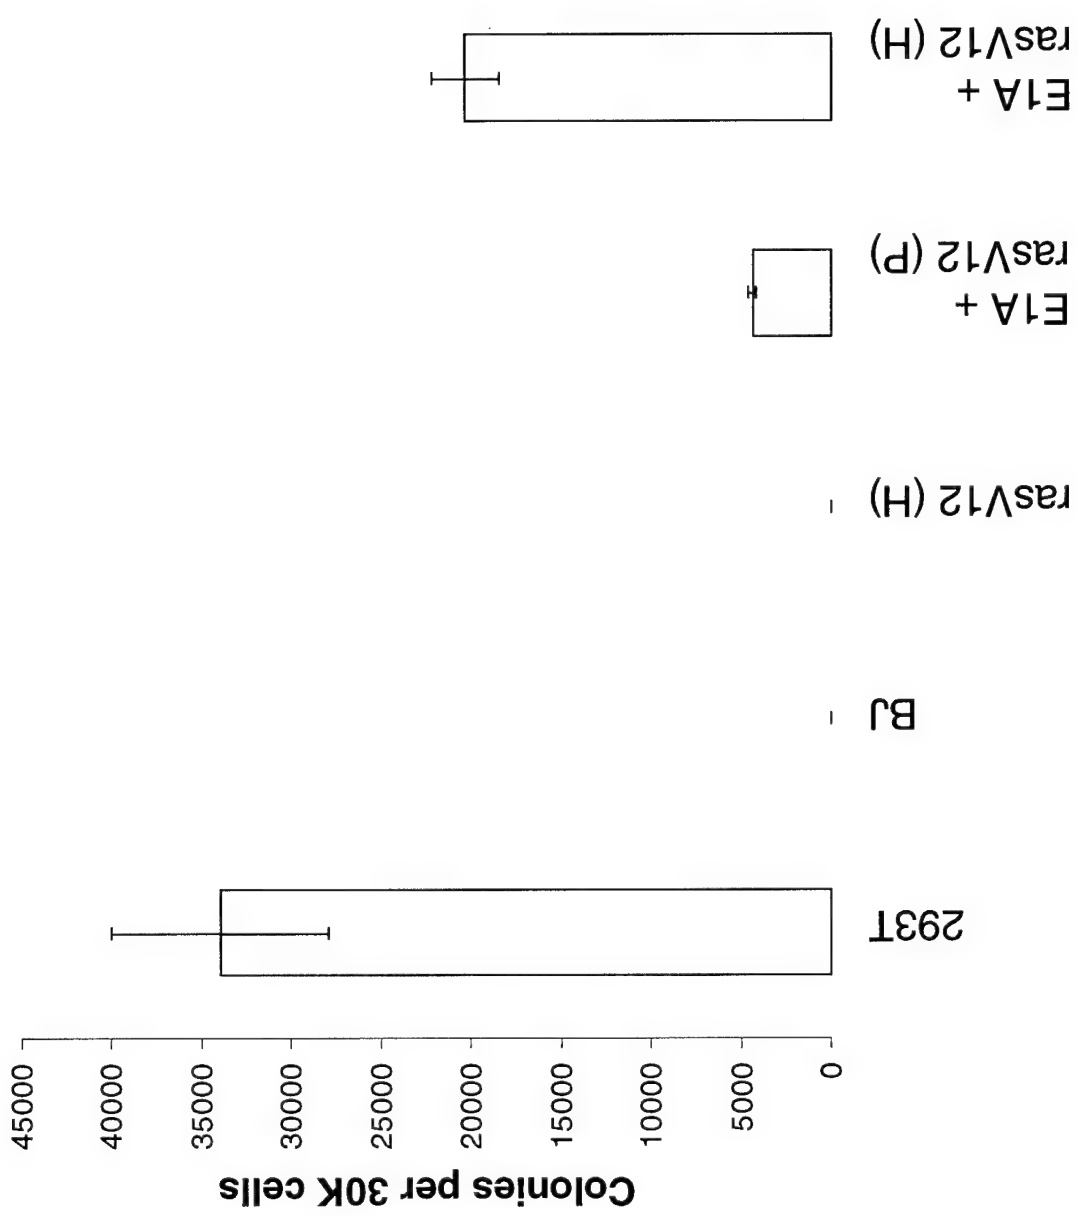 Colonies per 30K cells
45000
40000
35000
30000
25000
20000
15000
10000
5000
0
293T
BJ
rasV12 (H)
E1A +
rasV12 (P)
E1A +
rasV12 (H)